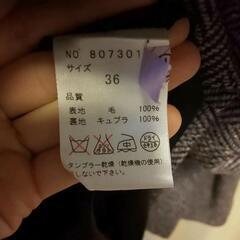 NO 807301
サイズ
36
品質
表地 毛 100%
裏地 キュプラ 100%
タンブラー乾燥(乾燥機の使用)
しないで下さい。